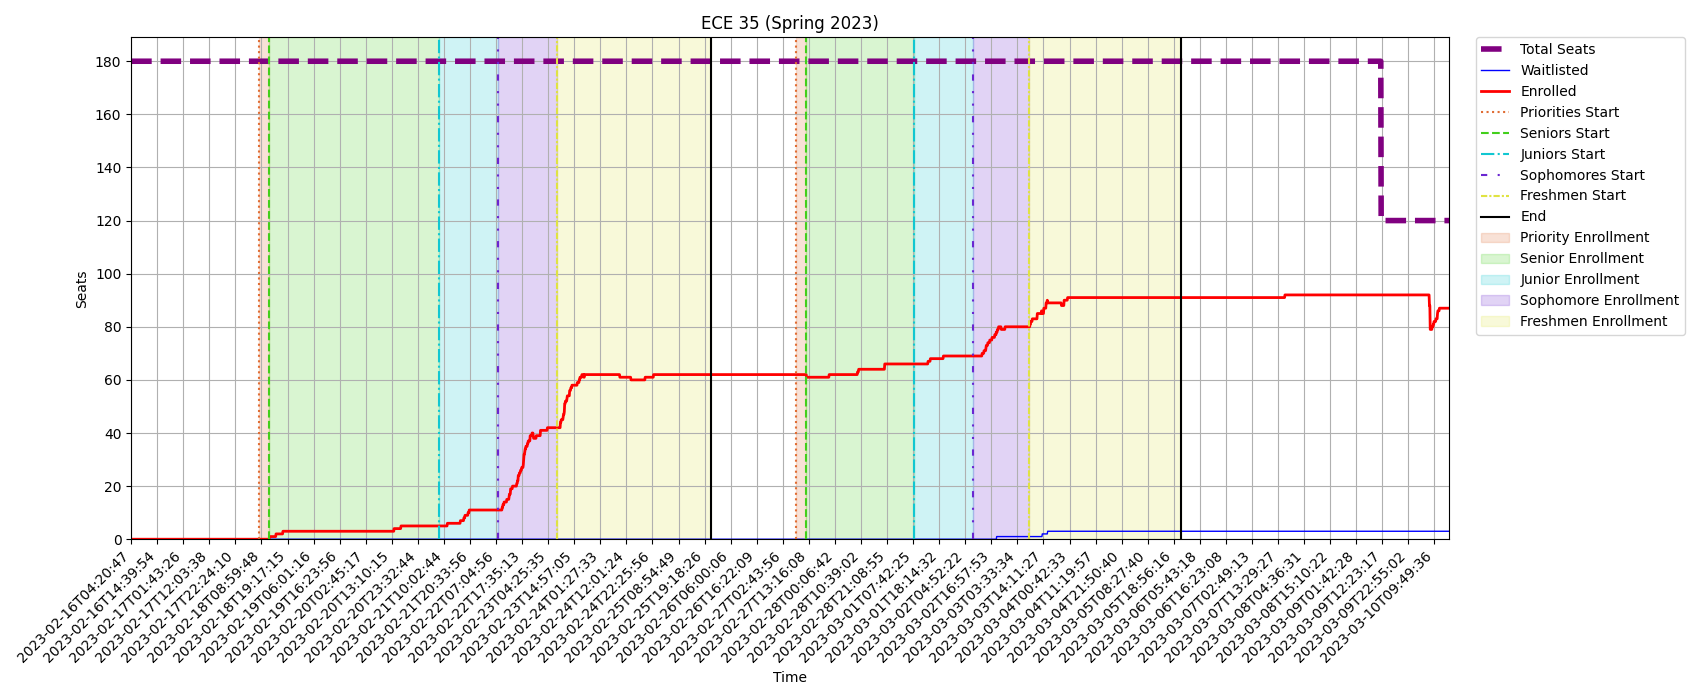 ECE 35 (Spring 2023)
Seats
180
160
140
120
100
80
60
40
20
0
2023-02-16T04:20:47
2023-02-16T14:39:54
2023-02-17T01:43:26
2023-02-17T12:03:38
2023-02-17T22:24:10
2023-02-18T08:59:48
2023-02-18T19:17:15
2023-02-19T06:01:16
2023-02-19T16:23:56
2023-02-20T02:45:17
2023-02-20T13:10:15
2023-02-20T23:32:44
2023-02-21T10:02:44
2023-02-21T20:33:56
2023-02-22T07:04:56
2023-02-22T17:35:13
2023-02-23T04:25:35
2023-02-23T14:57:05
2023-02-24T01:27:33
2023-02-24T12:01:24
2023-02-24T22:25:56
2023-02-25T08:54:49
2023-02-25T19:18:26
2023-02-26T06:00:06
2023-02-26T16:22:09
2023-02-27T02:43:56
2023-02-27T13:16:08
2023-02-28T00:06:42
2023-02-28T10:39:02
2023-02-28T21:08:55
2023-03-01T07:42:25
2023-03-01T18:14:32
2023-03-02T04:52:22
2023-03-02T16:57:53
2023-03-03T03:33:34
2023-03-03T14:11:27
2023-03-04T00:42:33
2023-03-04T11:19:57
2023-03-04T21:50:40
2023-03-05T08:27:40
2023-03-05T18:56:16
2023-03-06T05:43:18
2023-03-06T16:23:08
2023-03-07T02:49:13
2023-03-07T13:29:27
2023-03-08T04:36:31
2023-03-08T15:10:22
2023-03-09T01:42:28
2023-03-09T12:23:17
2023-03-09T22:55:02
2023-03-10T09:49:36
Time
Total Seats
Waitlisted
Enrolled
Priorities Start
Seniors Start
Juniors Start
Sophomores Start
Freshmen Start
End
Priority Enrollment
Senior Enrollment
Junior Enrollment
Sophomore Enrollment
Freshmen Enrollment